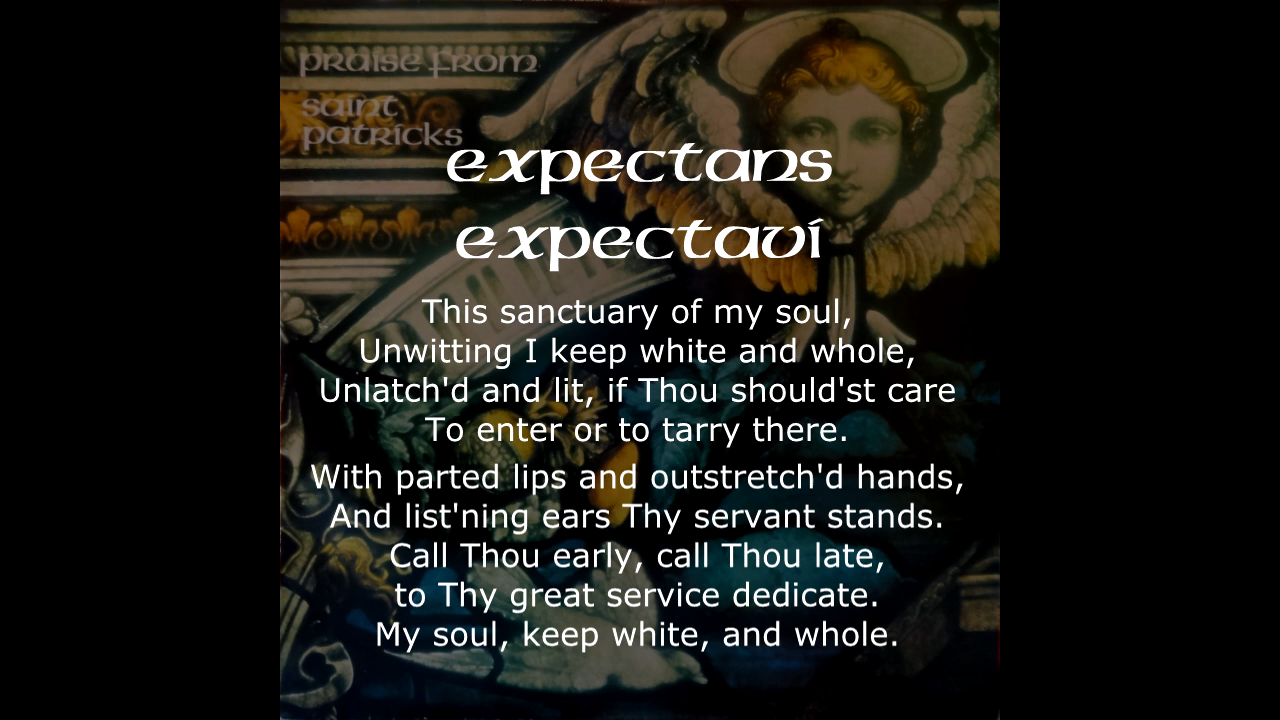 praise from
saint
patricks
expectans
expectaví
This sanctuary of my soul,
Unwitting I keep white and whole,
Unlatch'd and lit, if Thou should'st care
To enter or to tarry there.
With parted lips and outstretch'd hands,
And list'ning ears Thy servant stands.
Call Thou early, call Thou late,
to Thy great service dedicate.
My soul, keep white, and whole.